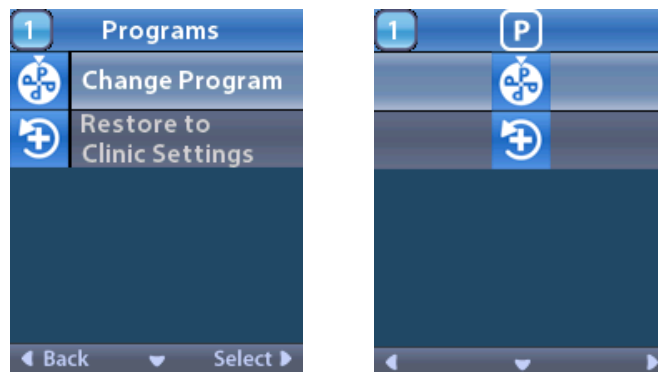 1 Programs
Change Program
Restore to
Clinic Settings
Back Select
1 P